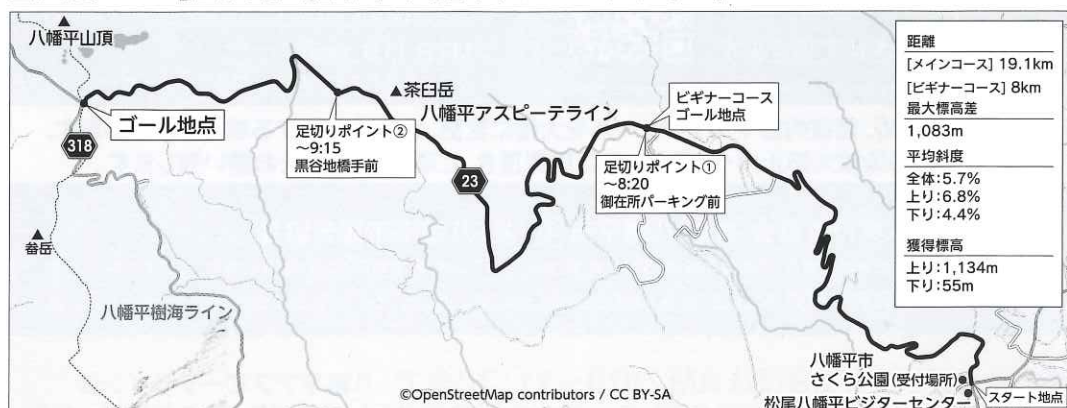 八幡平山頂
ゴール地点
318
畚岳
八幡平樹海ライン
茶臼岳
八幡平アスピーテライン
足切りポイント②
~9:15
黒谷地橋手前
23
ビギナーコース
ゴール地点
足切りポイント①
~8:20
御在所パーキング前
八幡平市
さくら公園(受付場所)
松尾八幡平ビジターセンター
スタート地点
©OpenStreetMap contributors / CC BY-SA
距離
[メインコース] 19.1km
[ビギナーコース] 8km
最大標高差
1,083m
平均斜度
全体:5.7%
上り:6.8%
下り:4.4%
獲得標高
上り:1,134m
下り:55m